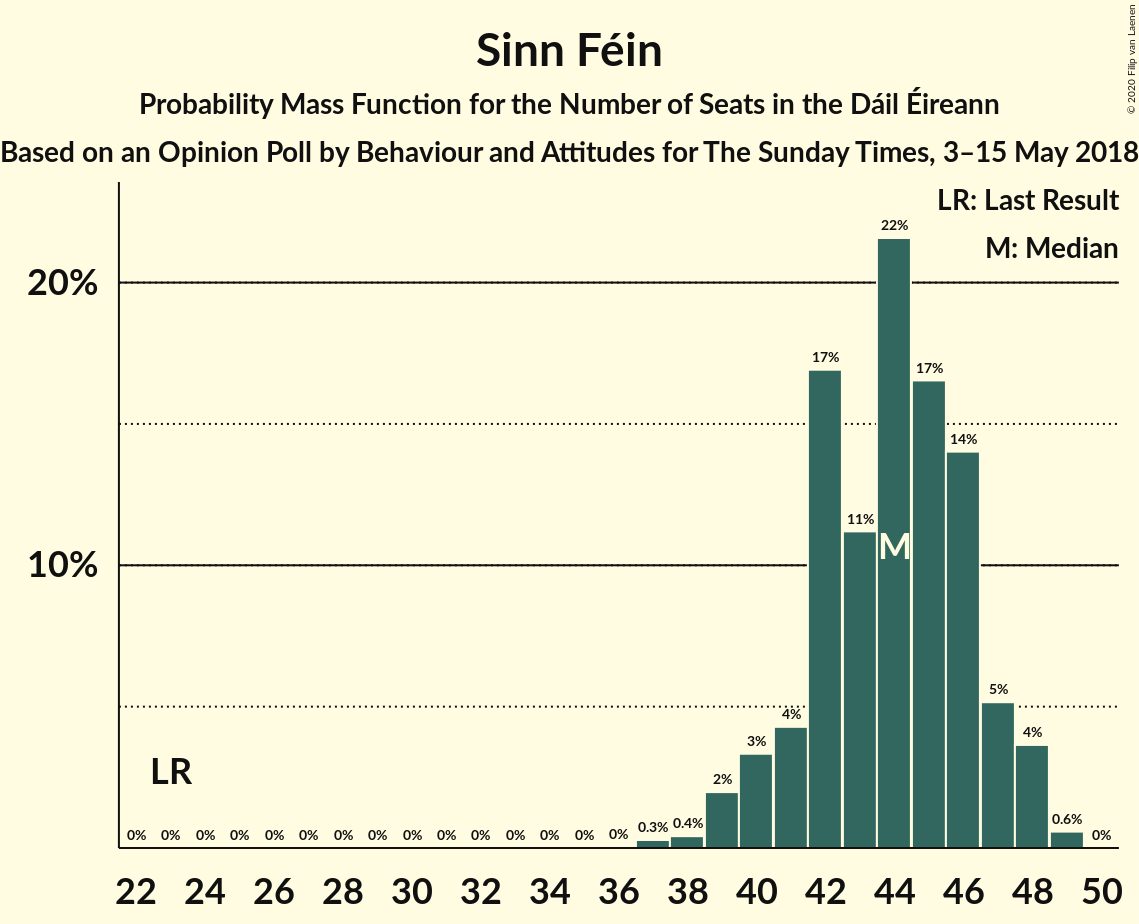 Sinn Féin
Probability Mass Function for the Number of Seats in the Dáil Éireann
Based on an Opinion Poll by Behaviour and Attitudes for The Sunday Times, 3–15 May 2018
© 2020 Filip van Laenen
LR: Last Result
M: Median
20%
10%
22%
17%
17%
14%
11%
M
5%
4%
4%
3%
2%
LR
0% 0% 0% 0% 0% 0% 0% 0% 0% 0% 0% 0% 0% 0% 0% 0.3% 0.4% 0.6% 0%
22 24 26 28 30 32 34 36 38 40 42 44 46 48 50